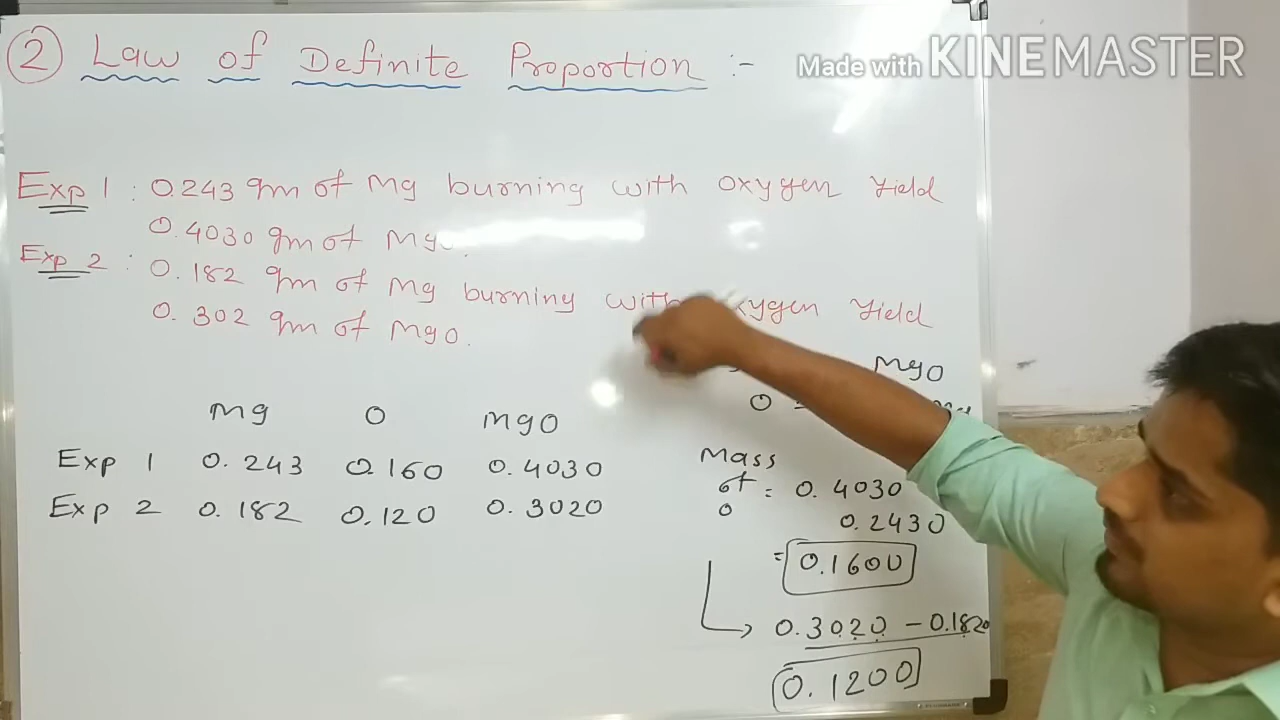 ② Law of Definite Proportion :-
Made with KINEMASTER
Exp 1 : 0.243 gm of Mg burning with oxygen Yield
0.4030 gm of
Exp 2 : 0.182 gm of Mg burning with Yield
0.302 gm of MgO.
MgO
O =
Mg O MgO
Exp 1 0.243 0.160 0.4030
Exp 2 0.182 0.120 0.3020
Mass
of = 0.4030
O 0.2430
= 0.1600
→ 0.3020 - 0.1820
0.1200